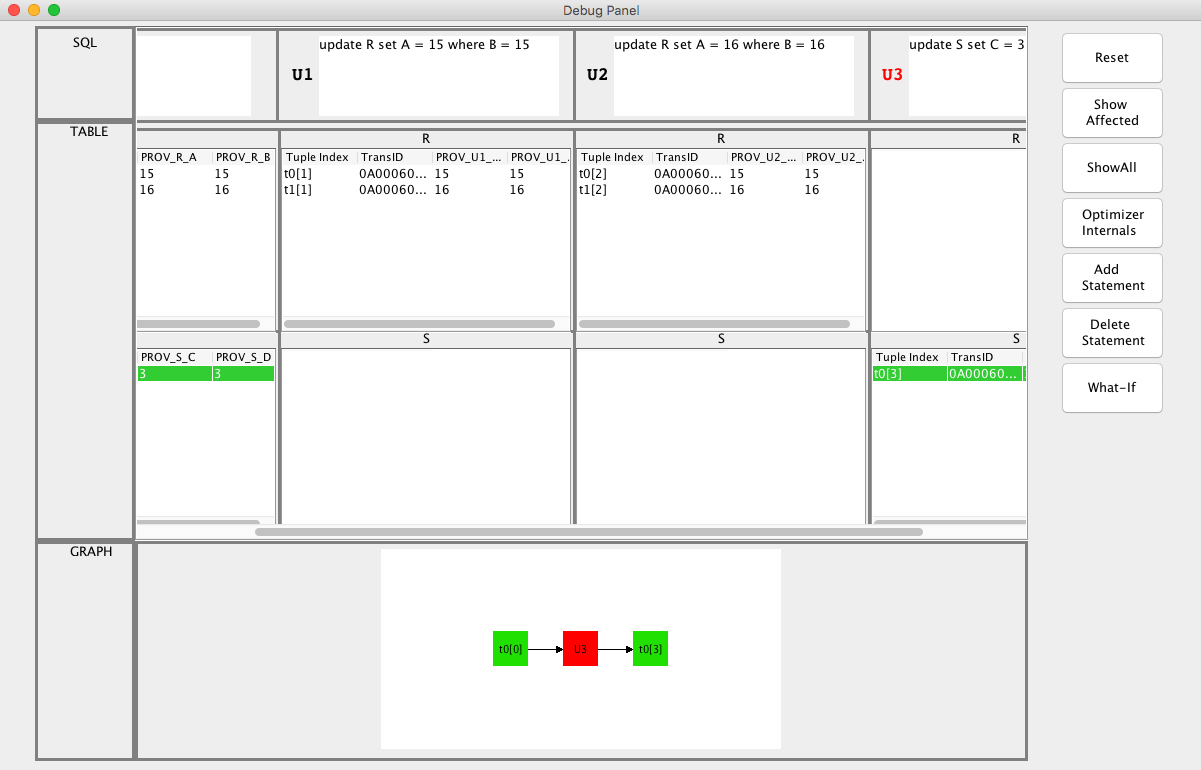 Debug Panel
SQL
U1 update R set A = 15 where B = 15
U2 update R set A = 16 where B = 16
U3 update S set C = 3
TABLE
R R R
PROV_R_A PROV_R_B Tuple Index TransID PROV_U1_... PROV_U1_. Tuple Index TransID PROV_U2_... PROV_U2_.
15 15 t0[1] 0A00060... 15 15 t0[2] 0A00060... 15 15
16 16 t1[1] 0A00060... 16 16 t1[2] 0A00060... 16 16
S S S
PROV_S_C PROV_S_D Tuple Index TransID
3 3 t0[3] 0A00060...
GRAPH
t0[0] U3 t0[3]
Reset
Show
Affected
ShowAll
Optimizer
Internals
Add
Statement
Delete
Statement
What-If